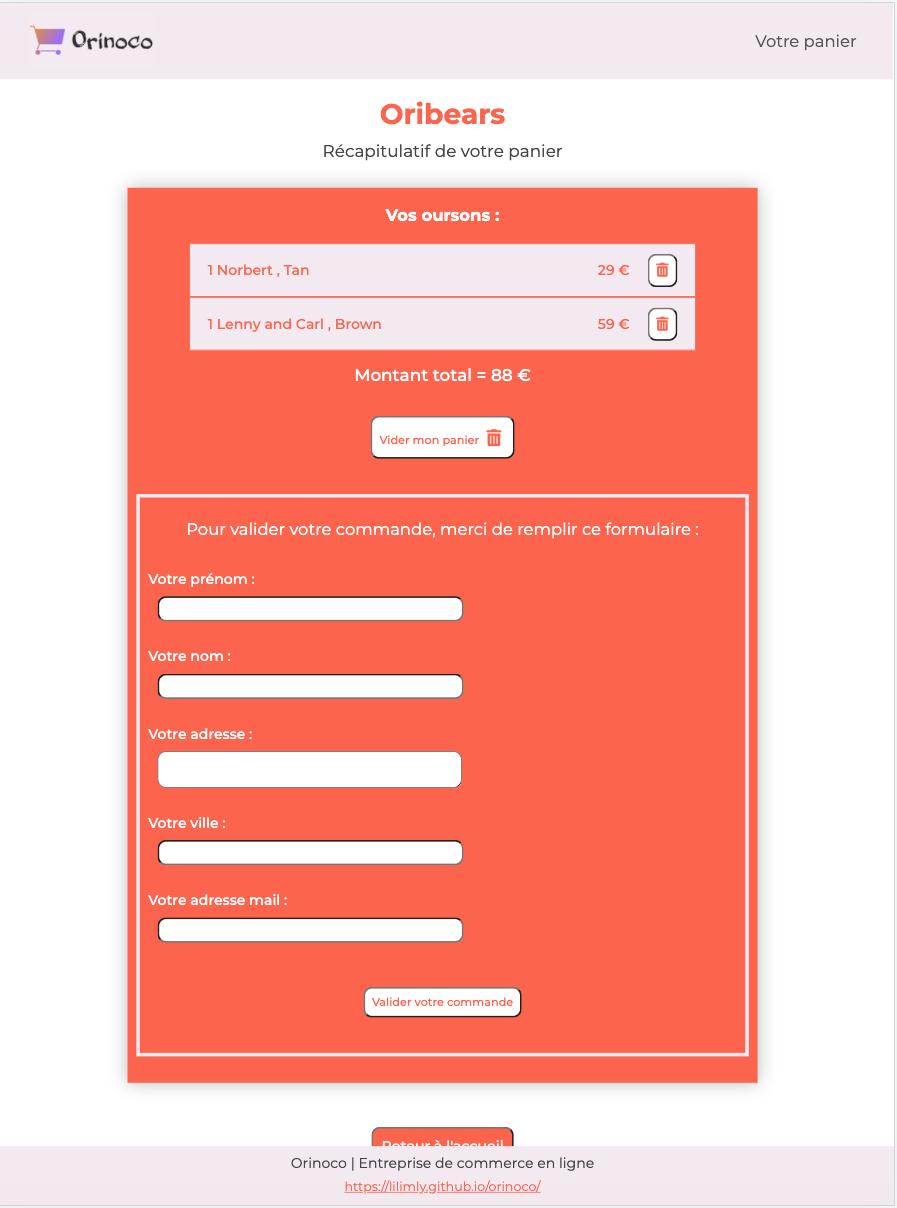 Orinoco
Votre panier
Oribears
Récapitulatif de votre panier
Vos oursons :
1 Norbert , Tan 29 €
1 Lenny and Carl , Brown 59 €
Montant total = 88 €
Vider mon panier
Pour valider votre commande, merci de remplir ce formulaire :
Votre prénom :
Votre nom :
Votre adresse :
Votre ville :
Votre adresse mail :
Valider votre commande
Retour à l'accueil
Orinoco | Entreprise de commerce en ligne
https://lilimly.github.io/orinoco/